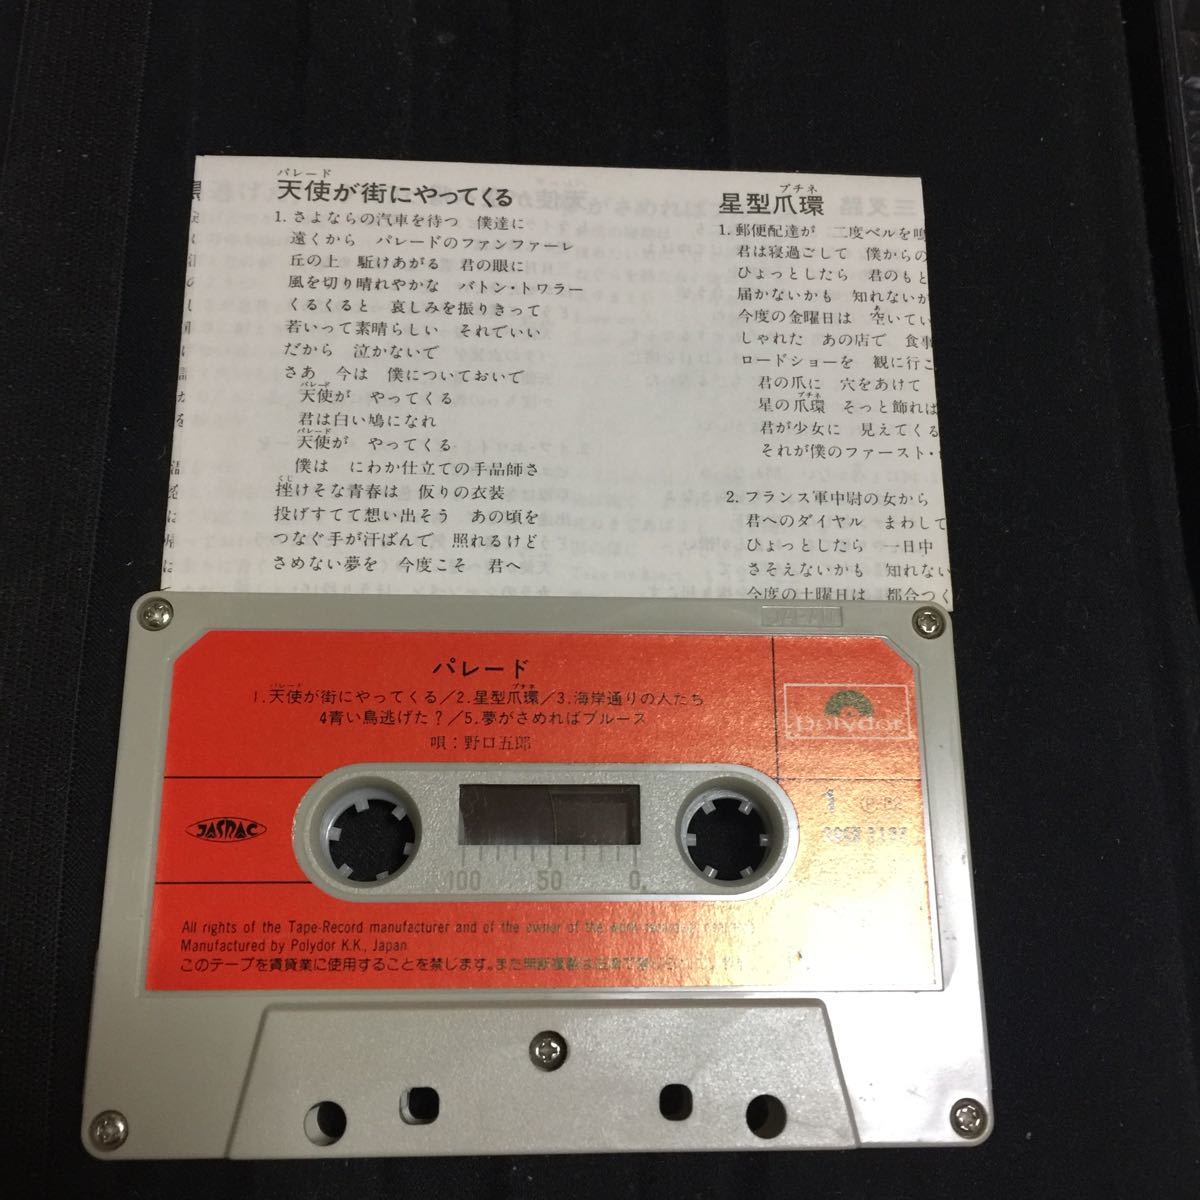 パレード
天使が街にやってくる
1. さよならの汽車を待つ 僕達に
遠くから パレードのファンファーレ
丘の上 駈けあがる 君の眼に
風を切り晴れやかな バトン・トワラー
くるくると 哀しみを振りきって
若いって素晴らしい それでいい
だから 泣かないで
さあ 今は 僕についておいで
パレード
天使が やってくる
君は白い鳩になれ
パレード
天使が やってくる
僕は にわか仕立ての手品師さ
くじ
挫けそな青春は 仮りの衣装
投げすてて想い出そう あの頃を
つなぐ手が汗ばんで 照れるけど
さめない夢を 今度こそ 君へ
プチネ
星型爪環
1. 郵便配達が 二度ベルを鳴
君は寝過ごして 僕からの
ひょっとしたら 君のもと
届かないかも 知れないが
あ
今度の金曜日は 空いてい
しゃれた あの店で 食事
ロードショーを 観に行こ
君の爪に 穴をあけて
プチネ
星の爪環 そっと飾れば
君が少女に 見えてくる
それが僕のファースト・
2. フランス軍中尉の女から
君へのダイヤル まわして
ひょっとしたら 一日中
さそえないかも 知れない
今度の土曜日は 都合つく
JAPAN
パレード
パレード プチネ
1. 天使が街にやってくる/2. 星型爪環/3. 海岸通りの人たち
4青い鳥逃げた?/5. 夢がさめればブルース
唄:野口五郎
polydor
JASRAC
1
100 50 0.
All rights of the Tape-Record manufacturer and of the owner of the work
Manufactured by Polydor K.K., Japan
このテープを賃貸業に使用することを禁じます。また無断複製は法律で